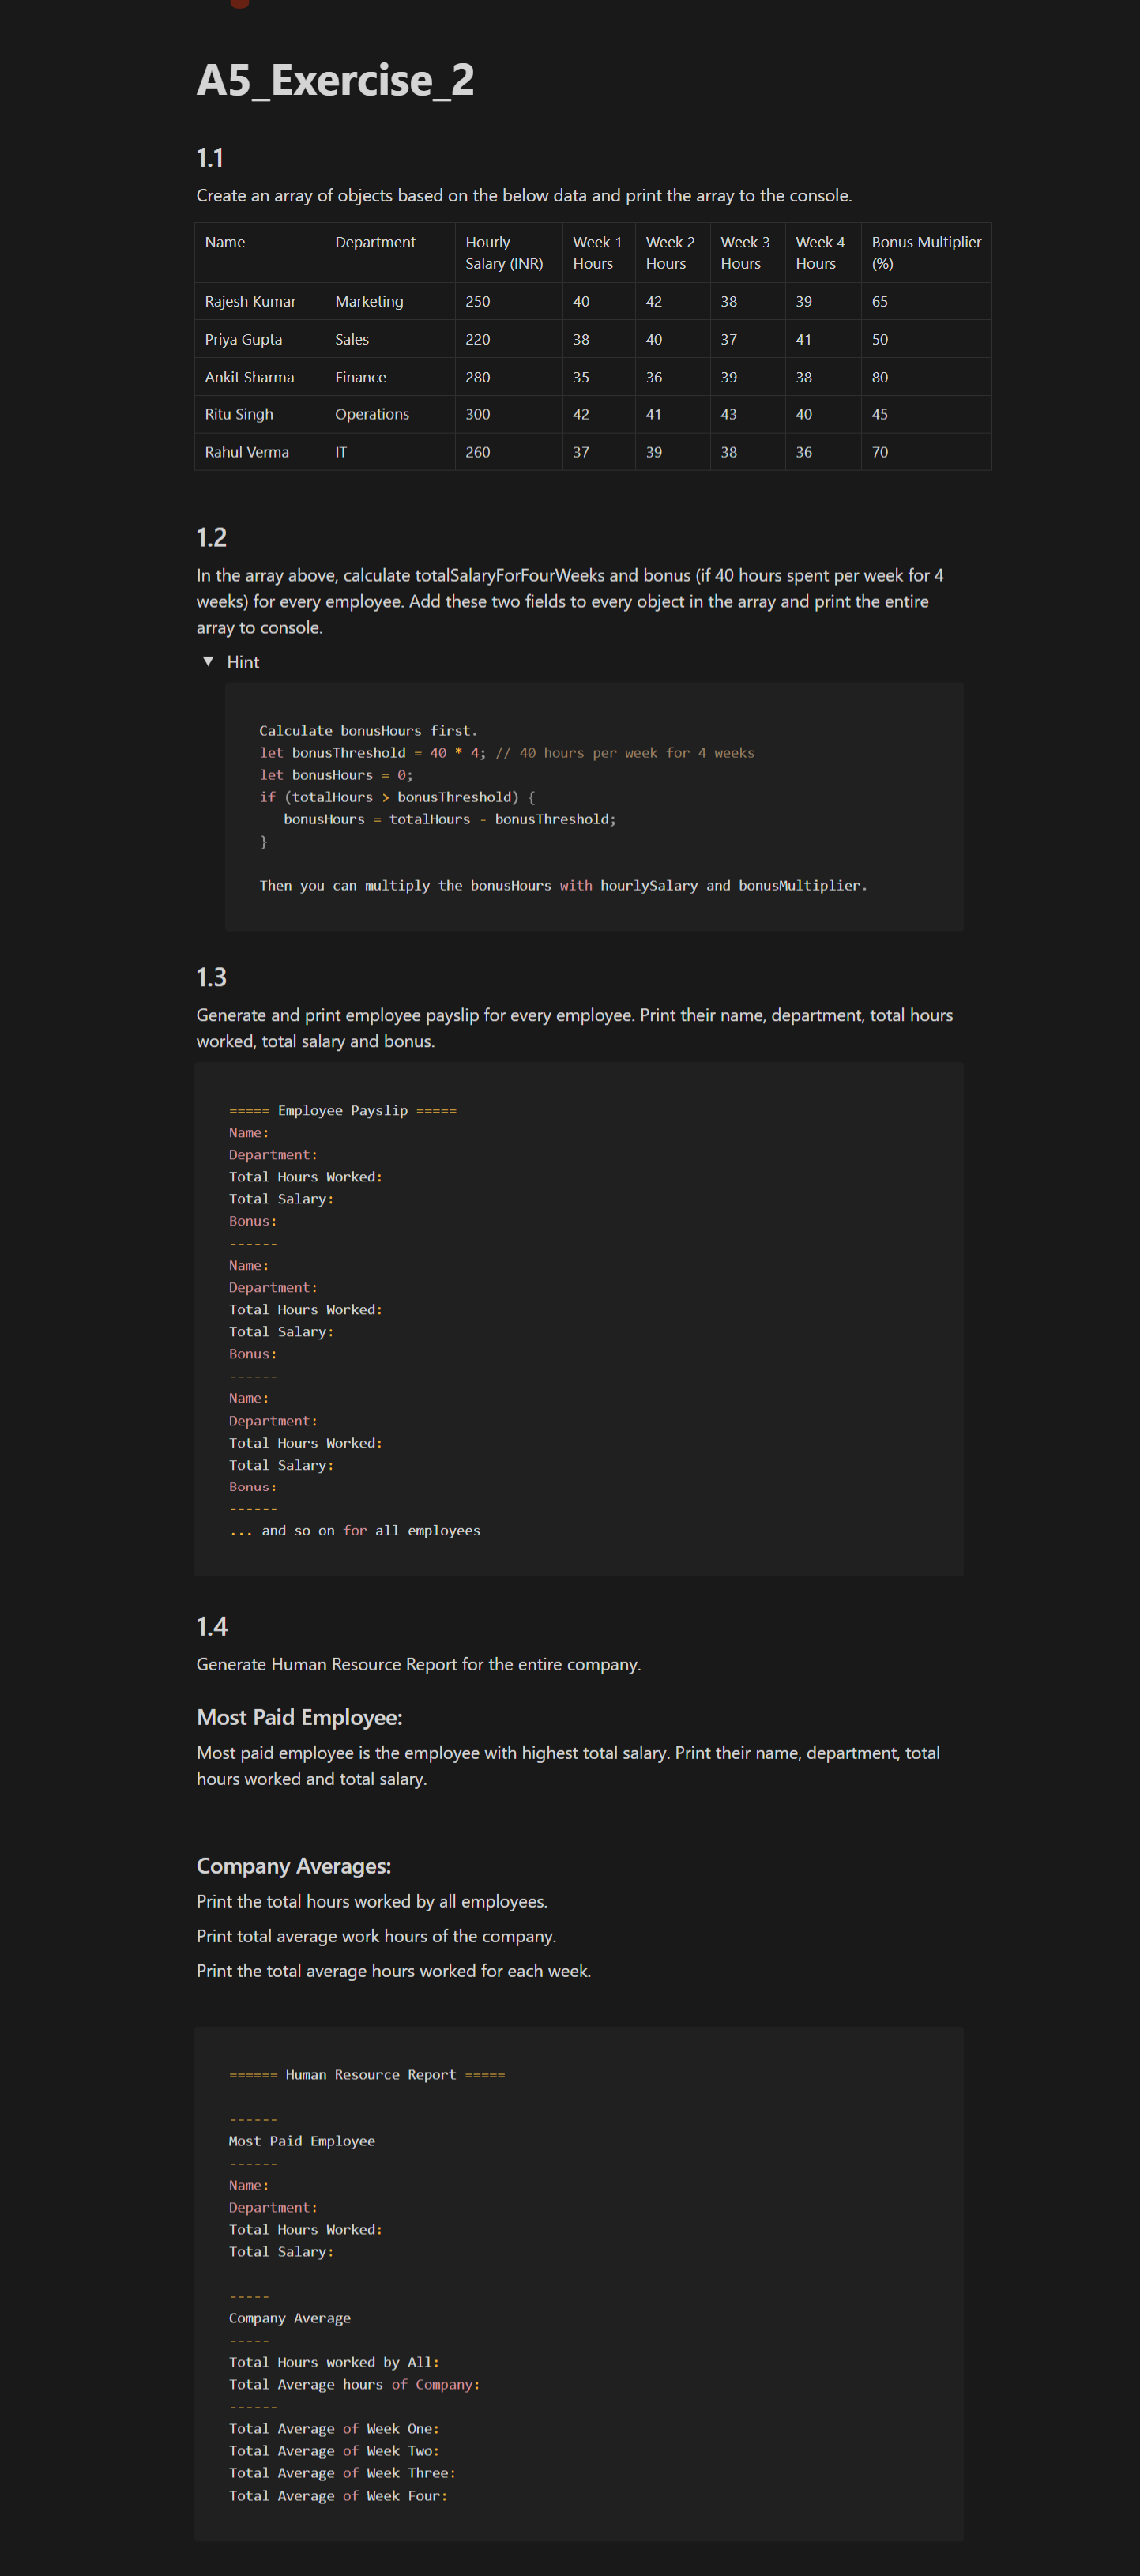 A5_Exercise_2
1.1
Create an array of objects based on the below data and print the array to the console.
Name Department Hourly Salary (INR) Week 1 Hours Week 2 Hours Week 3 Hours Week 4 Hours Bonus Multiplier (%)
Rajesh Kumar Marketing 250 40 42 38 39 65
Priya Gupta Sales 220 38 40 37 41 50
Ankit Sharma Finance 280 35 36 39 38 80
Ritu Singh Operations 300 42 41 43 40 45
Rahul Verma IT 260 37 39 38 36 70
1.2
In the array above, calculate totalSalaryForFourWeeks and bonus (if 40 hours spent per week for 4
weeks) for every employee. Add these two fields to every object in the array and print the entire
array to console.
▼ Hint
Calculate bonusHours first.
let bonusThreshold = 40 * 4; // 40 hours per week for 4 weeks
let bonusHours = 0;
if (totalHours > bonusThreshold) {
bonusHours = totalHours - bonusThreshold;
}
Then you can multiply the bonusHours with hourlySalary and bonusMultiplier.
1.3
Generate and print employee payslip for every employee. Print their name, department, total hours
worked, total salary and bonus.
===== Employee Payslip =====
Name:
Department:
Total Hours Worked:
Total Salary:
Bonus:
------
Name:
Department:
Total Hours Worked:
Total Salary:
Bonus:
------
Name:
Department:
Total Hours Worked:
Total Salary:
Bonus:
------
... and so on for all employees
1.4
Generate Human Resource Report for the entire company.
Most Paid Employee:
Most paid employee is the employee with highest total salary. Print their name, department, total
hours worked and total salary.
Company Averages:
Print the total hours worked by all employees.
Print total average work hours of the company.
Print the total average hours worked for each week.
====== Human Resource Report =====
------
Most Paid Employee
------
Name:
Department:
Total Hours Worked:
Total Salary:
-----
Company Average
-----
Total Hours worked by All:
Total Average hours of Company:
------
Total Average of Week One:
Total Average of Week Two:
Total Average of Week Three:
Total Average of Week Four: